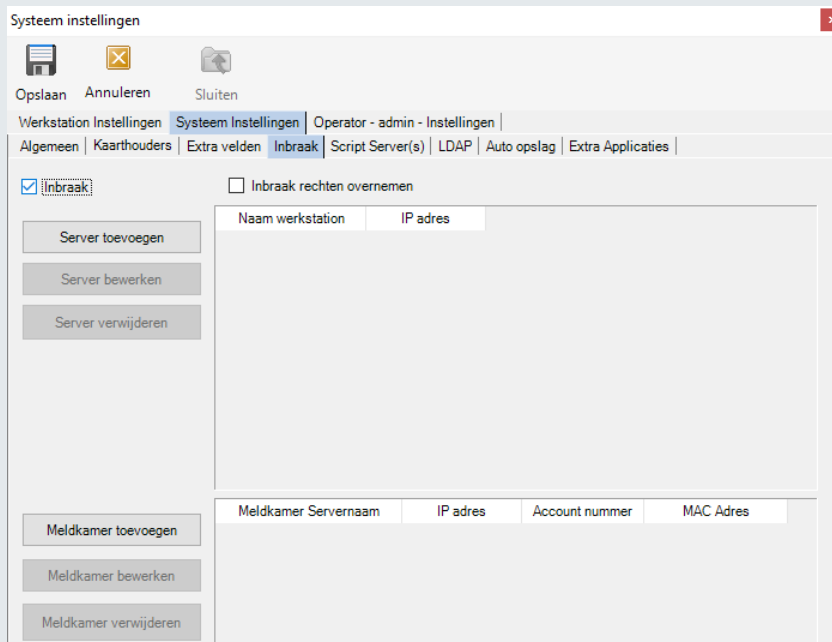 Systeem instellingen
Opslaan Annuleren Sluiten
Werkstation Instellingen Systeem Instellingen Operator - admin - Instellingen
Algemeen Kaarthouders Extra velden Inbraak Script Server(s) LDAP Auto opslag Extra Applicaties
Inbraak Inbraak rechten overnemen
Naam werkstation IP adres
Server toevoegen
Server bewerken
Server verwijderen
Meldkamer Servernaam IP adres Account nummer MAC Adres
Meldkamer toevoegen
Meldkamer bewerken
Meldkamer verwijderen